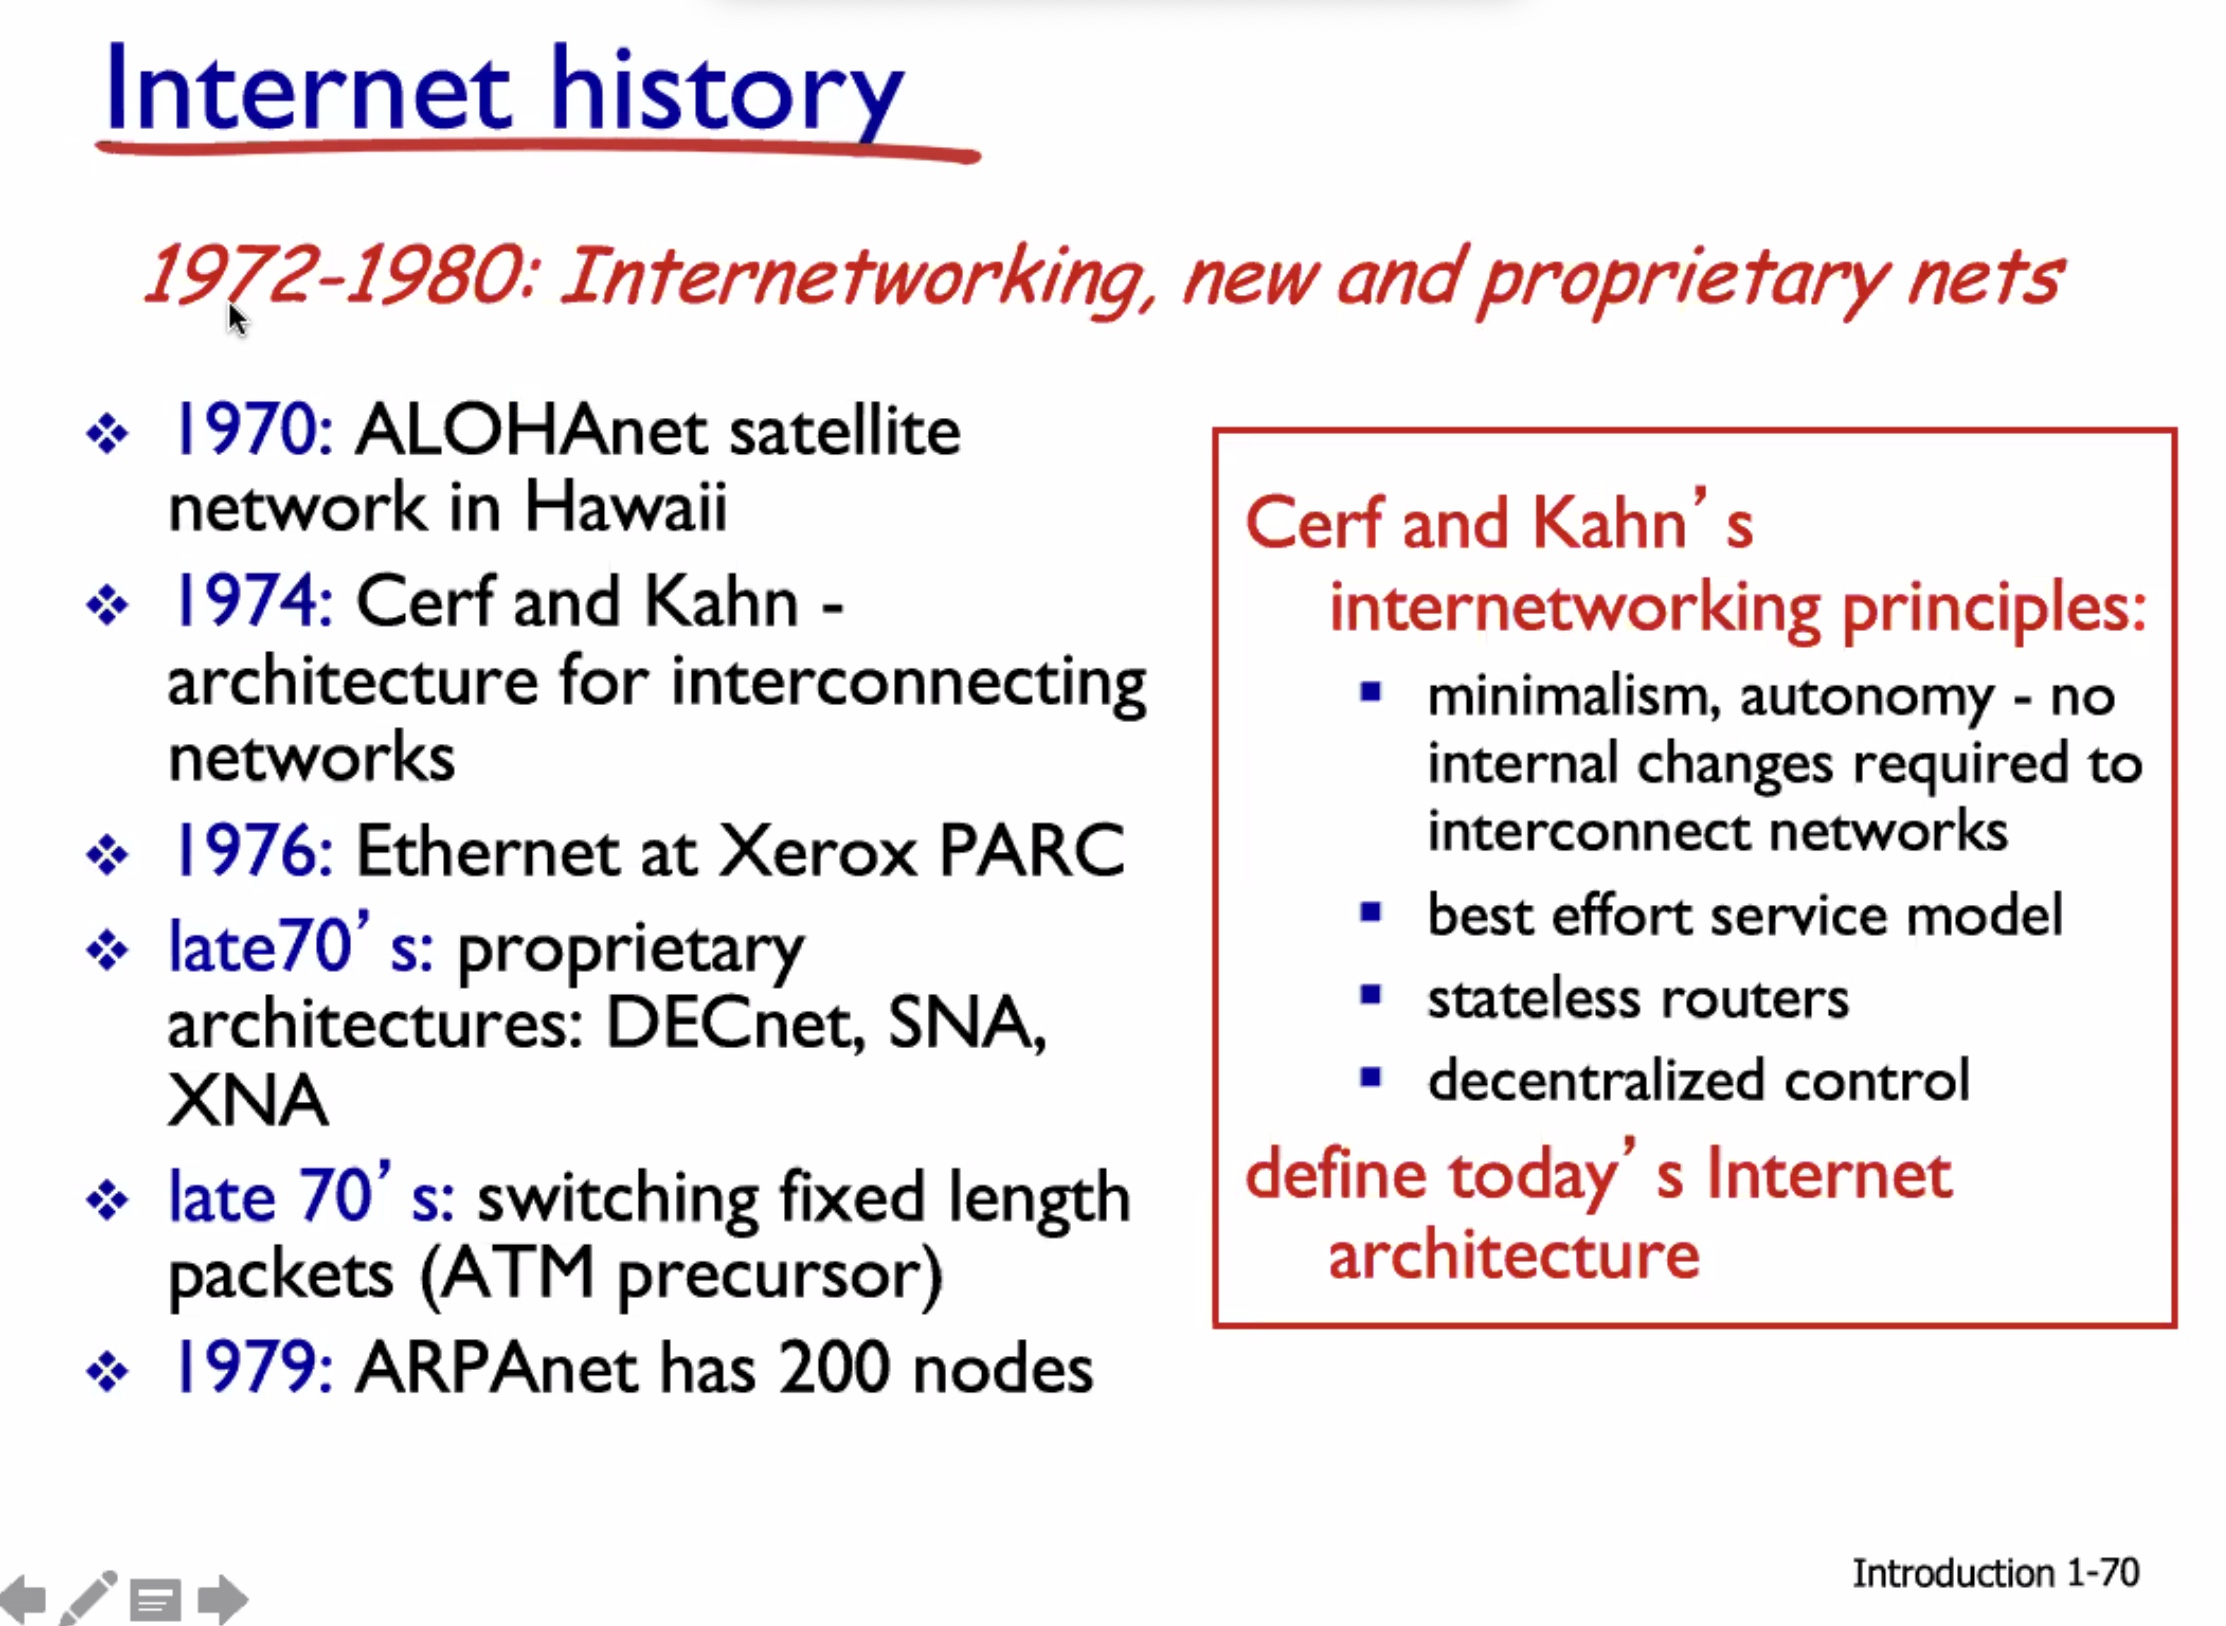 Internet history
1972-1980: Internetworking, new and proprietary nets
1970: ALOHAnet satellite
network in Hawaii
1974: Cerf and Kahn -
architecture for interconnecting
networks
1976: Ethernet at Xerox PARC
late70’s: proprietary
architectures: DECnet, SNA,
XNA
late 70’s: switching fixed length
packets (ATM precursor)
1979: ARPAnet has 200 nodes
Cerf and Kahn’s
internetworking principles:
minimalism, autonomy - no
internal changes required to
interconnect networks
best effort service model
stateless routers
decentralized control
define today’s Internet
architecture
Introduction 1-70